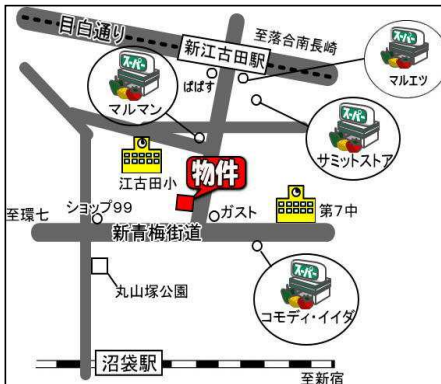 目白通り
新江古田駅
至落合南長崎
スーパー
マルエツ
ぱぱす
スーパー
マルマン
スーパー
サミットストア
江古田小
物件
至環七
ショップ99
ガスト
第7中
新青梅街道
丸山塚公園
スーパー
コモディ・イイダ
沼袋駅
至新宿